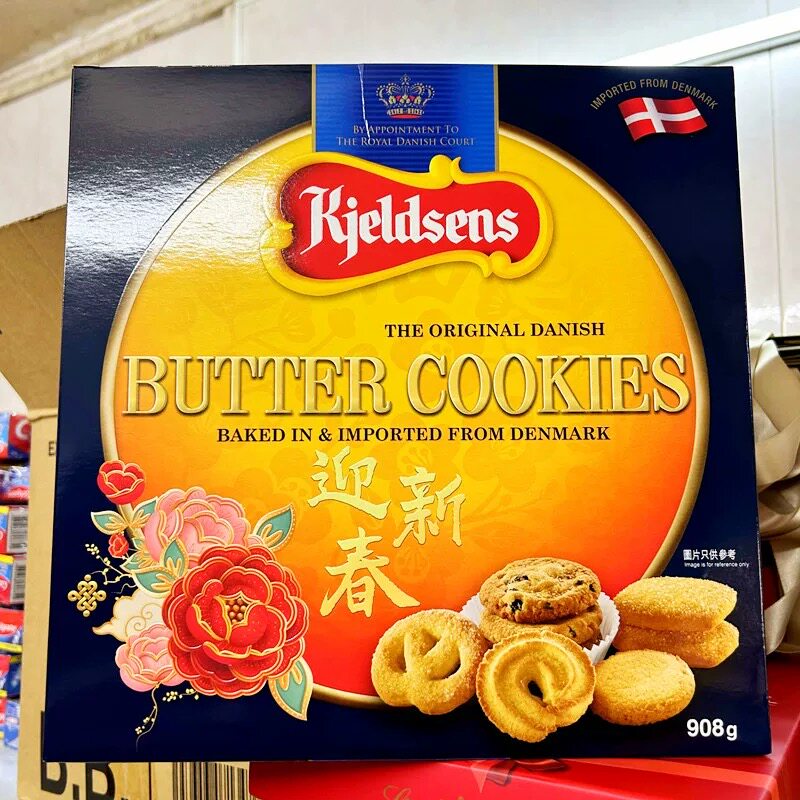 BY APPOINTMENT TO
THE ROYAL DANISH COURT
IMPORTED FROM DENMARK
Kjeldsens
THE ORIGINAL DANISH
BUTTER COOKIES
BAKED IN & IMPORTED FROM DENMARK
迎新春
圖片只供參考
Image is for reference only
908g